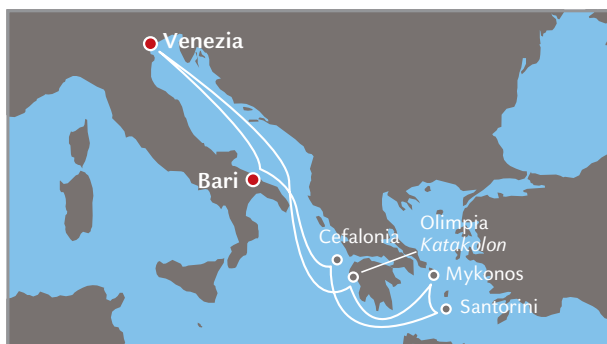 Venezia
Bari
Cefalonia
Olimpia
Katakolon
Mykonos
Santorini